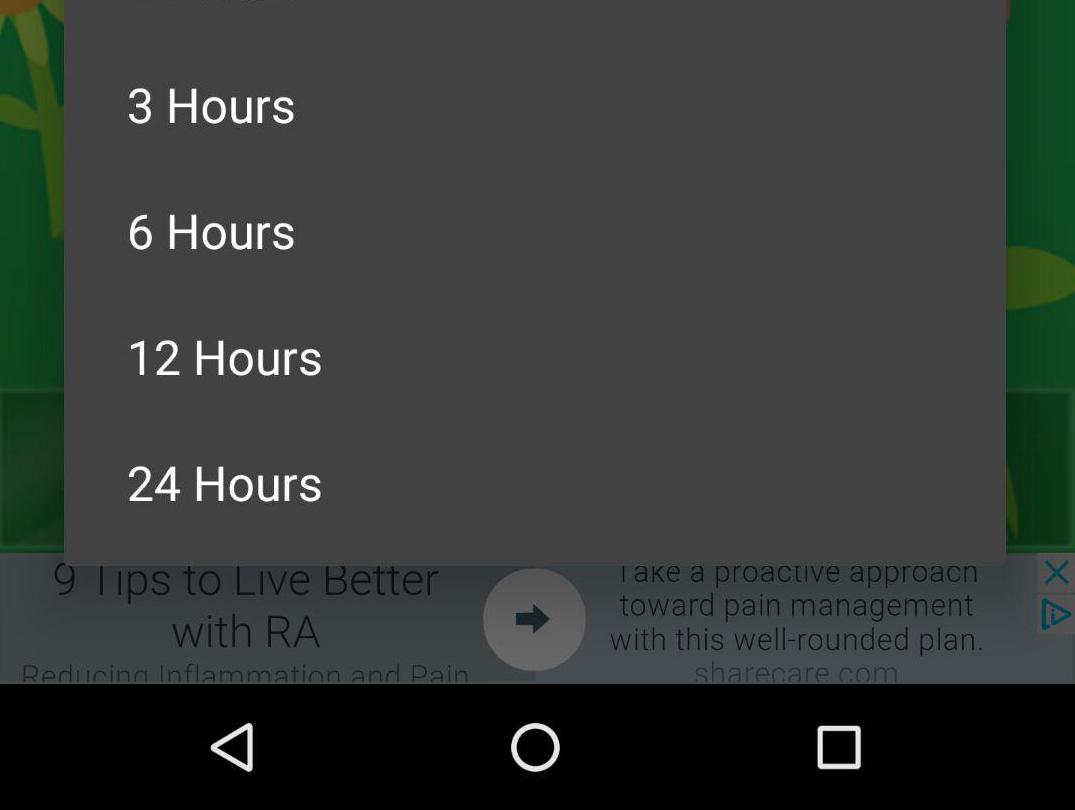 3 Hours
6 Hours
12 Hours
24 Hours
9 Tips to Live Better
with RA
Reducing Inflammation and Pain
Take a proactive approach
toward pain management
with this well-rounded plan.
sharecare.com